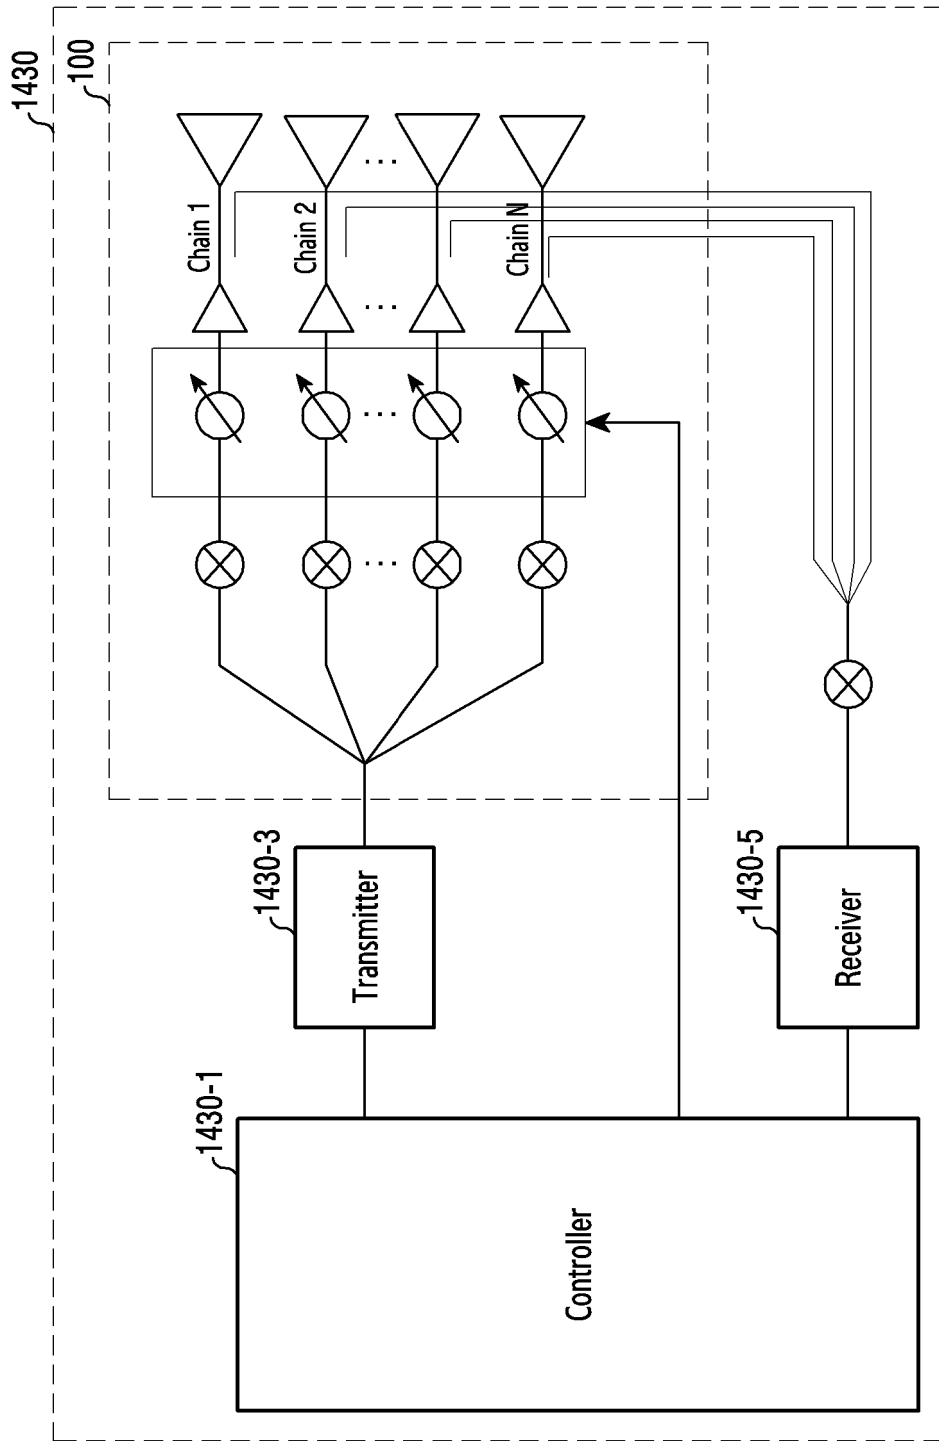 1430
100
Chain 1
Chain 2
...
Chain N
...
...
...
1430-3
Transmitter
1430-5
Receiver
1430-1
Controller